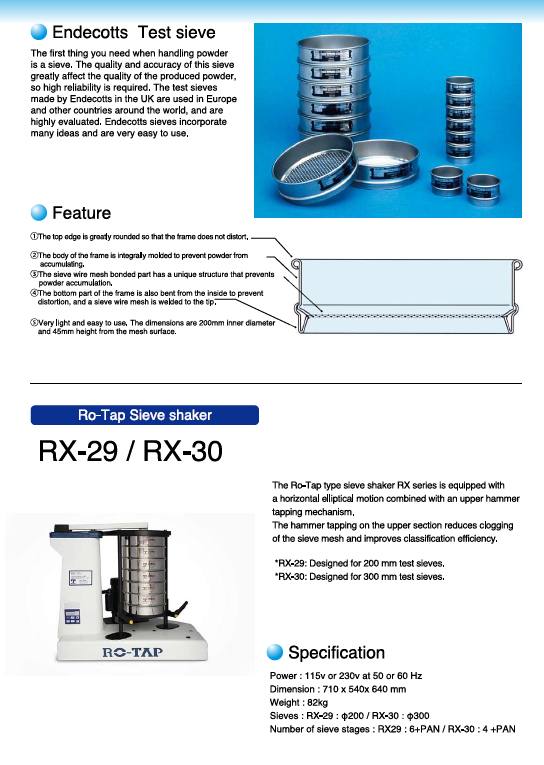 Endecotts Test sieve
The first thing you need when handling powder
is a sieve. The quality and accuracy of this sieve
greatly affect the quality of the produced powder,
so high reliability is required. The test sieves
made by Endecotts in the UK are used in Europe
and other countries around the world, and are
highly evaluated. Endecotts sieves incorporate
many ideas and are very easy to use.
Feature
①The top edge is greatly rounded so that the frame does not distort.
②The body of the frame is integrally molded to prevent powder from
accumulating.
③The sieve wire mesh bonded part has a unique structure that prevents
powder accumulation.
④The bottom part of the frame is also bent from the inside to prevent
distortion, and a sieve wire mesh is welded to the tip.
⑤Very light and easy to use. The dimensions are 200mm inner diameter
and 45mm height from the mesh surface.
Ro-Tap Sieve shaker
RX-29 / RX-30
The Ro-Tap type sieve shaker RX series is equipped with
a horizontal elliptical motion combined with an upper hammer
tapping mechanism.
The hammer tapping on the upper section reduces clogging
of the sieve mesh and improves classification efficiency.
*RX-29: Designed for 200 mm test sieves.
*RX-30: Designed for 300 mm test sieves.
RO-TAP
Specification
Power : 115v or 230v at 50 or 60 Hz
Dimension : 710 x 540x 640 mm
Weight : 82kg
Sieves : RX-29 : φ200 / RX-30 : φ300
Number of sieve stages : RX29 : 6+PAN / RX-30 : 4 +PAN